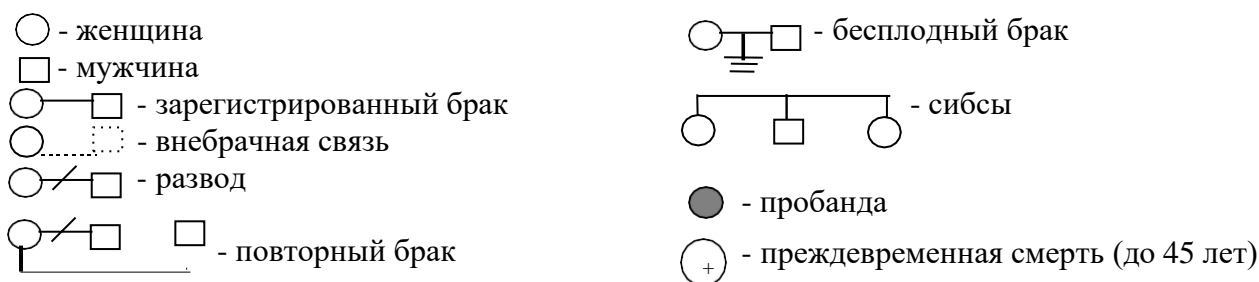 - женщина
- мужчина
- зарегистрированный брак
- внебрачная связь
- развод
- повторный брак
- бесплодный брак
- сибсы
- пробанда
- преждевременная смерть (до 45 лет)